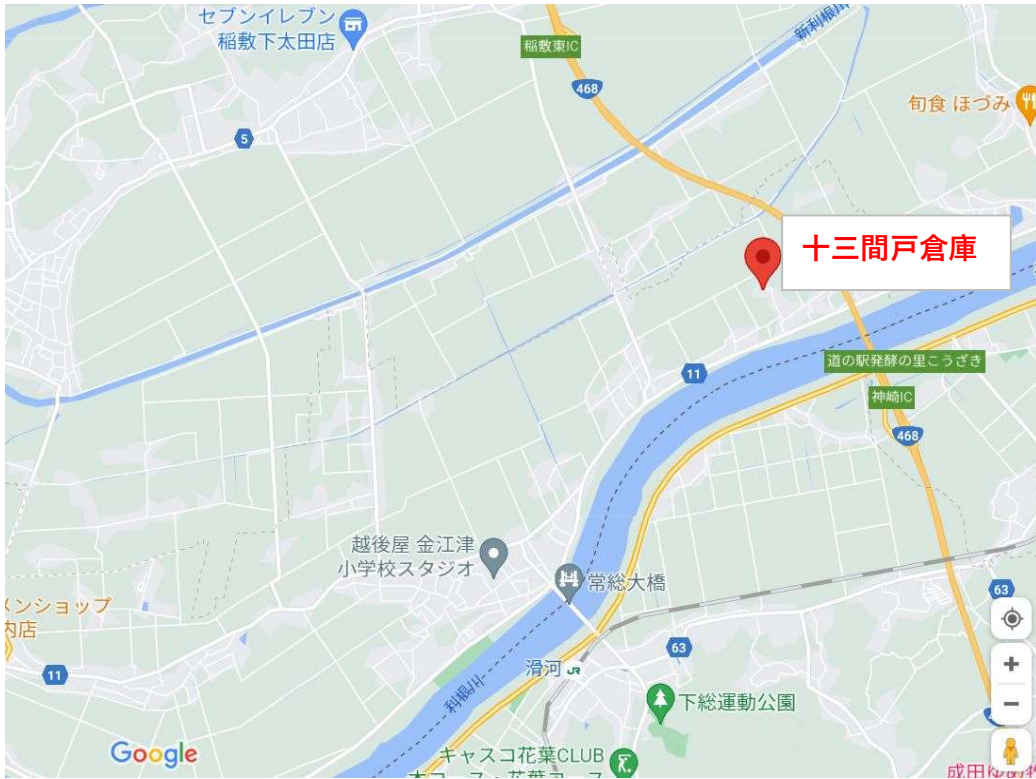 セブンイレブン
稲敷下太田店
稲敷東IC
新利根川
468
旬食 ほづみ
5
十三間戸倉庫
11
道の駅発酵の里こうざき
神崎IC
468
越後屋 金江津
小学校スタジオ
常総大橋
63
メンショップ
内店
63
11
滑河 JR
利根川
下総運動公園
Google
キャスコ花葉CLUB